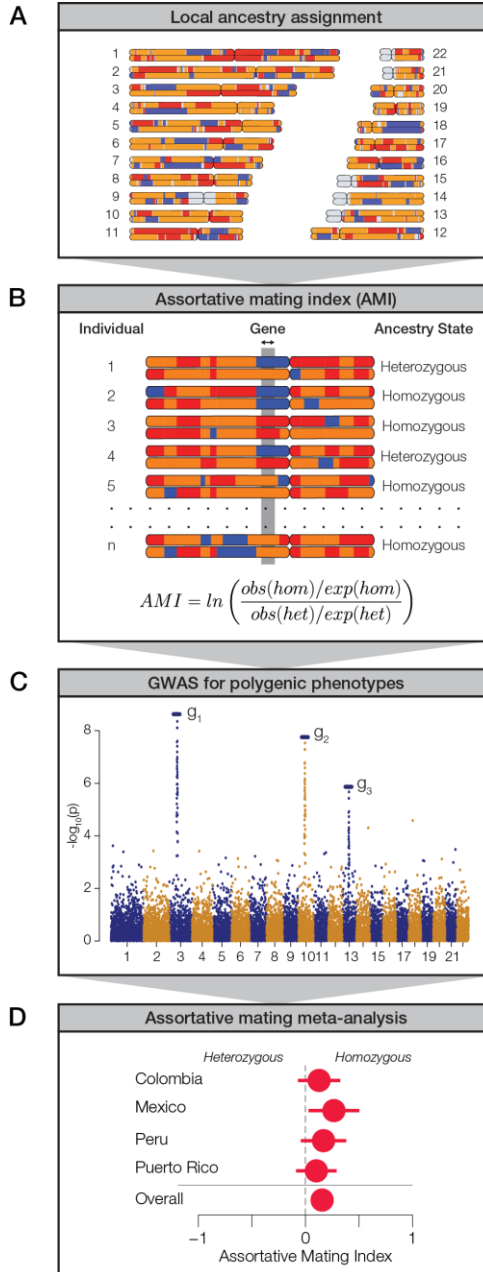 A
Local ancestry assignment
1 22
2 21
3 20
4 19
5 18
6 17
7 16
8 15
9 14
10 13
11 12
B
Assortative mating index (AMI)
Individual Gene Ancestry State
1 Heterozygous
2 Homozygous
3 Homozygous
4 Heterozygous
5 Homozygous
n Homozygous
AMI = ln ( obs(hom)/exp(hom) / obs(het)/exp(het) )
C
GWAS for polygenic phenotypes
g1
g2
g3
-log10(p)
8
6
4
2
0
1 2 3 4 5 6 7 8 9 10 11 13 15 17 19 21
D
Assortative mating meta-analysis
Heterozygous Homozygous
Colombia
Mexico
Peru
Puerto Rico
Overall
−1 0 1
Assortative Mating Index